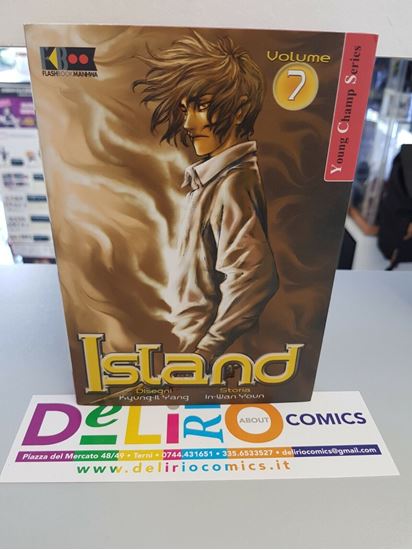 FLASHBOOK MANHWA
Volume
7
Young Champ Series
Island
Disegni
Kyung-Il Yang
Storia
In-Wan Youn
DeLiRiO ABOUT COMICS
Piazza del Mercato 48/49 • Terni • 0744.431651 • 335.6533527 • deliriocomics@gmail.com
www.deliriocomics.it